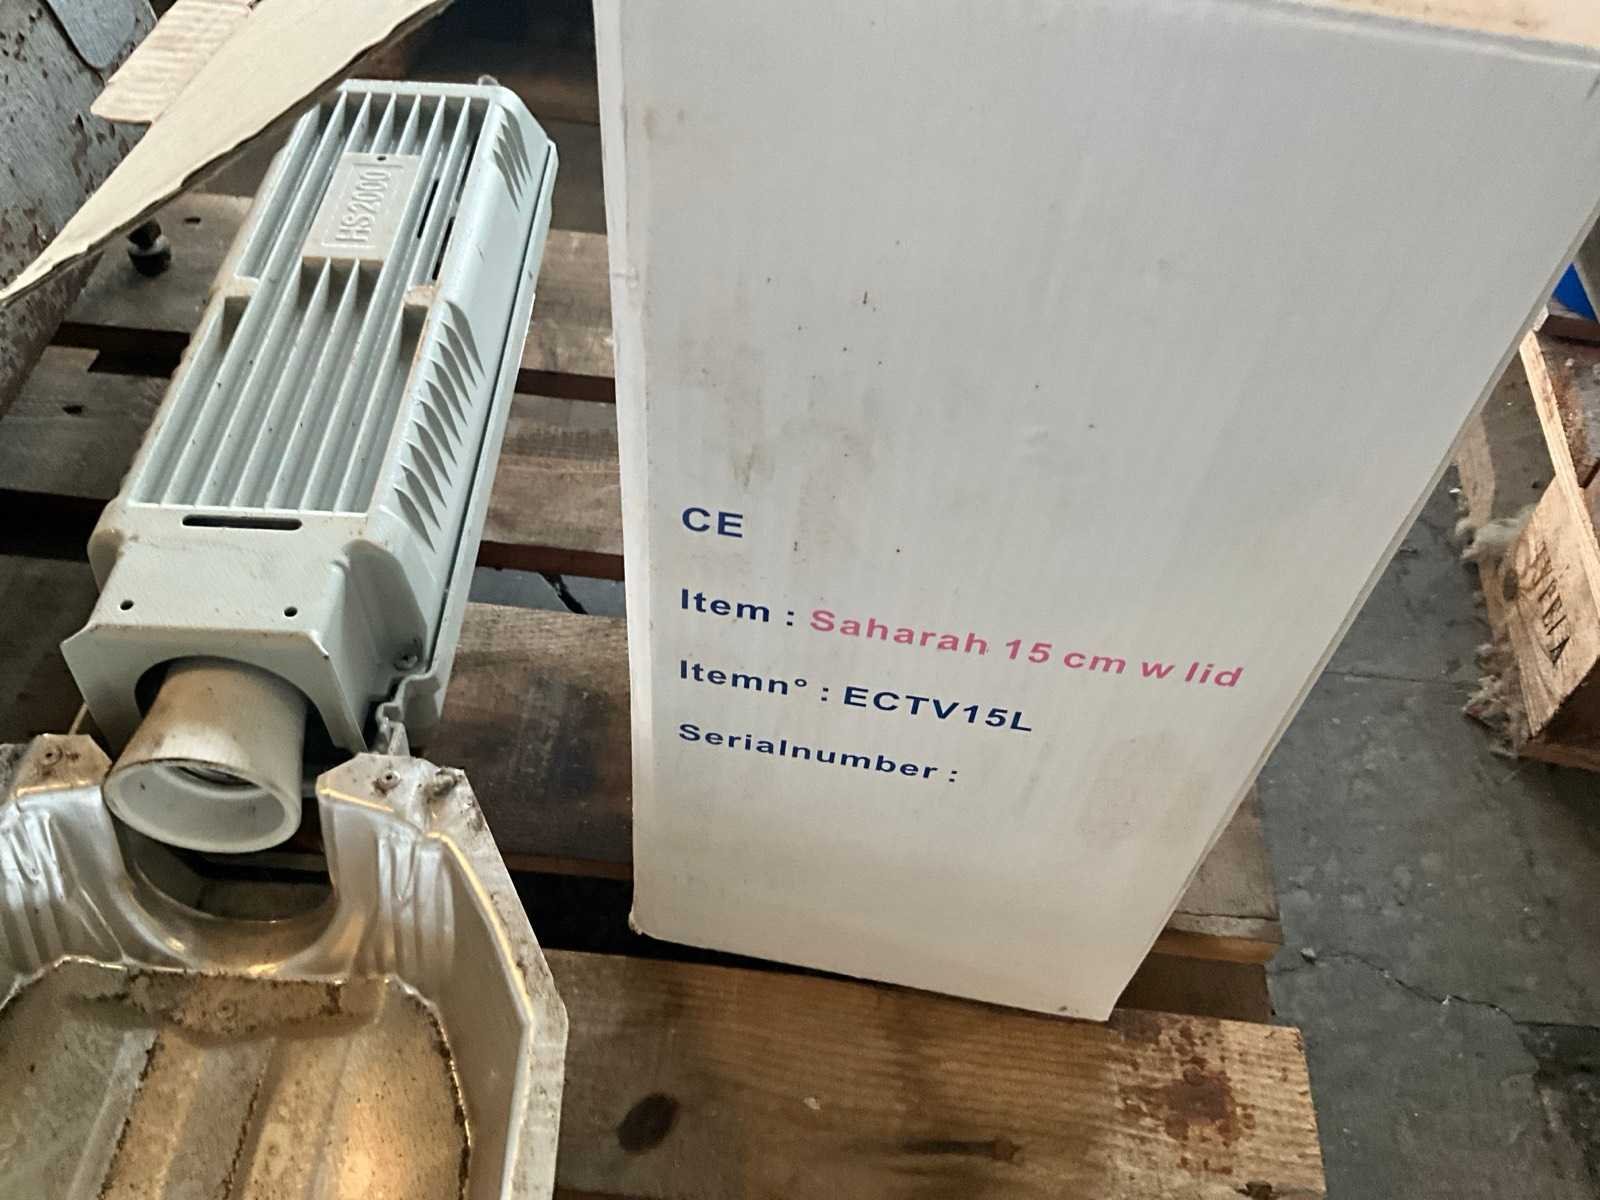 HS2000
CE
Item : Saharah 15 cm w lid
Itemn° : ECTV15L
Serialnumber :